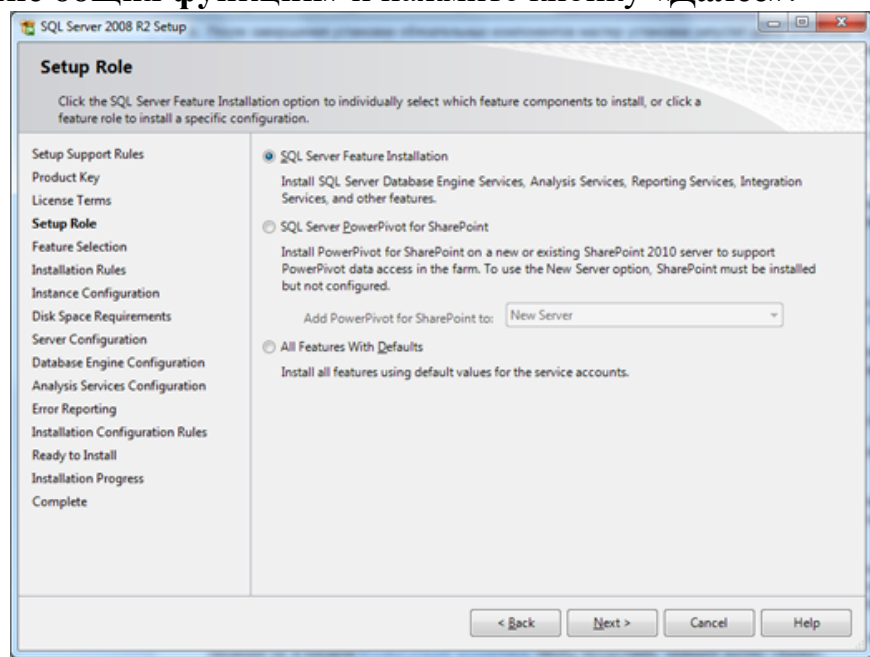 общих функций» и нажмите кнопку «Далее».
SQL Server 2008 R2 Setup
Setup Role
Click the SQL Server Feature Installation option to individually select which feature components to install, or click a
feature role to install a specific configuration.
Setup Support Rules
Product Key
License Terms
Setup Role
Feature Selection
Installation Rules
Instance Configuration
Disk Space Requirements
Server Configuration
Database Engine Configuration
Analysis Services Configuration
Error Reporting
Installation Configuration Rules
Ready to Install
Installation Progress
Complete
SQL Server Feature Installation
Install SQL Server Database Engine Services, Analysis Services, Reporting Services, Integration
Services, and other features.
SQL Server PowerPivot for SharePoint
Install PowerPivot for SharePoint on a new or existing SharePoint 2010 server to support
PowerPivot data access in the farm. To use the New Server option, SharePoint must be installed
but not configured.
Add PowerPivot for SharePoint to: New Server
All Features With Defaults
Install all features using default values for the service accounts.
< Back Next > Cancel Help